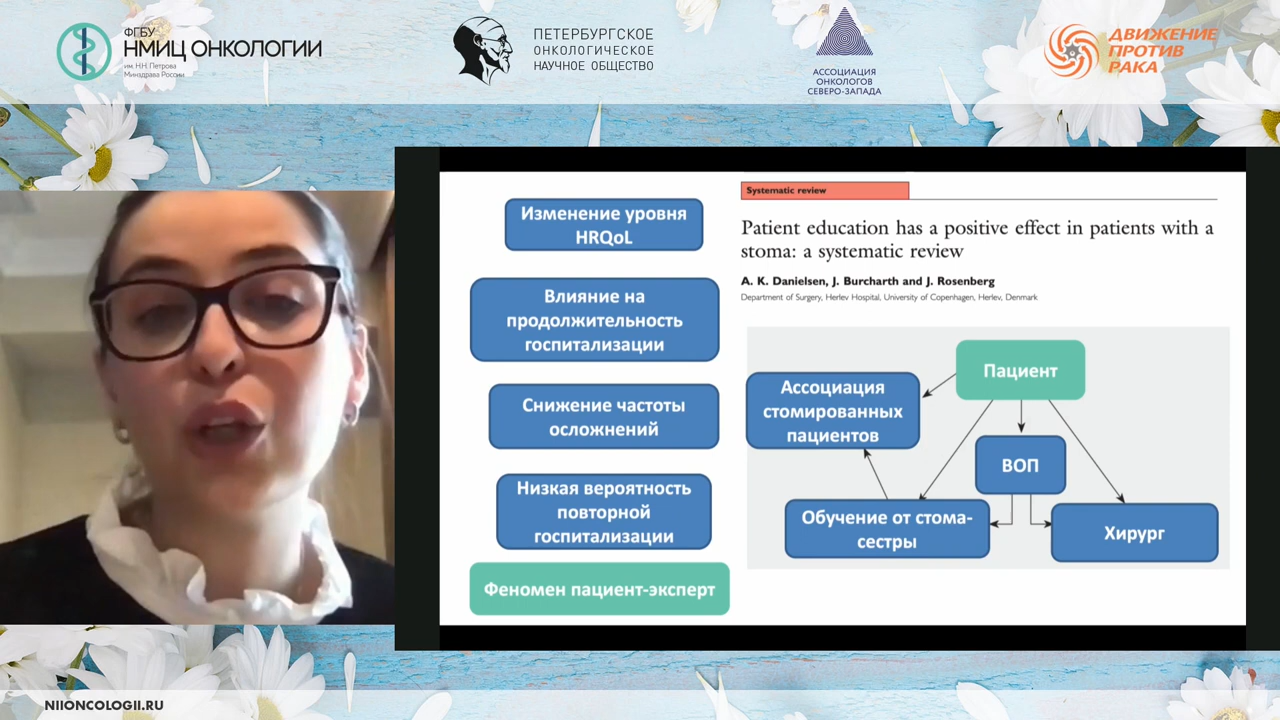 ФГБУ
НМИЦ ОНКОЛОГИИ
им. Н.Н. Петрова
Минздрава России
ПЕТЕРБУРГСКОЕ
ОНКОЛОГИЧЕСКОЕ
НАУЧНОЕ ОБЩЕСТВО
АССОЦИАЦИЯ
ОНКОЛОГОВ
СЕВЕРО-ЗАПАДА
ДВИЖЕНИЕ
ПРОТИВ
РАКА
Изменение уровня
HRQoL
Влияние на
продолжительность
госпитализации
Снижение частоты
осложнений
Низкая вероятность
повторной
госпитализации
Феномен пациент-эксперт
Systematic review
Patient education has a positive effect in patients with a
stoma: a systematic review
A. K. Danielsen, J. Burcharth and J. Rosenberg
Department of Surgery, Herlev Hospital, University of Copenhagen, Herlev, Denmark
Пациент
Ассоциация
стомированных
пациентов
ВОП
Обучение от стома-
сестры
Хирург
NIIONCOLOGII.RU